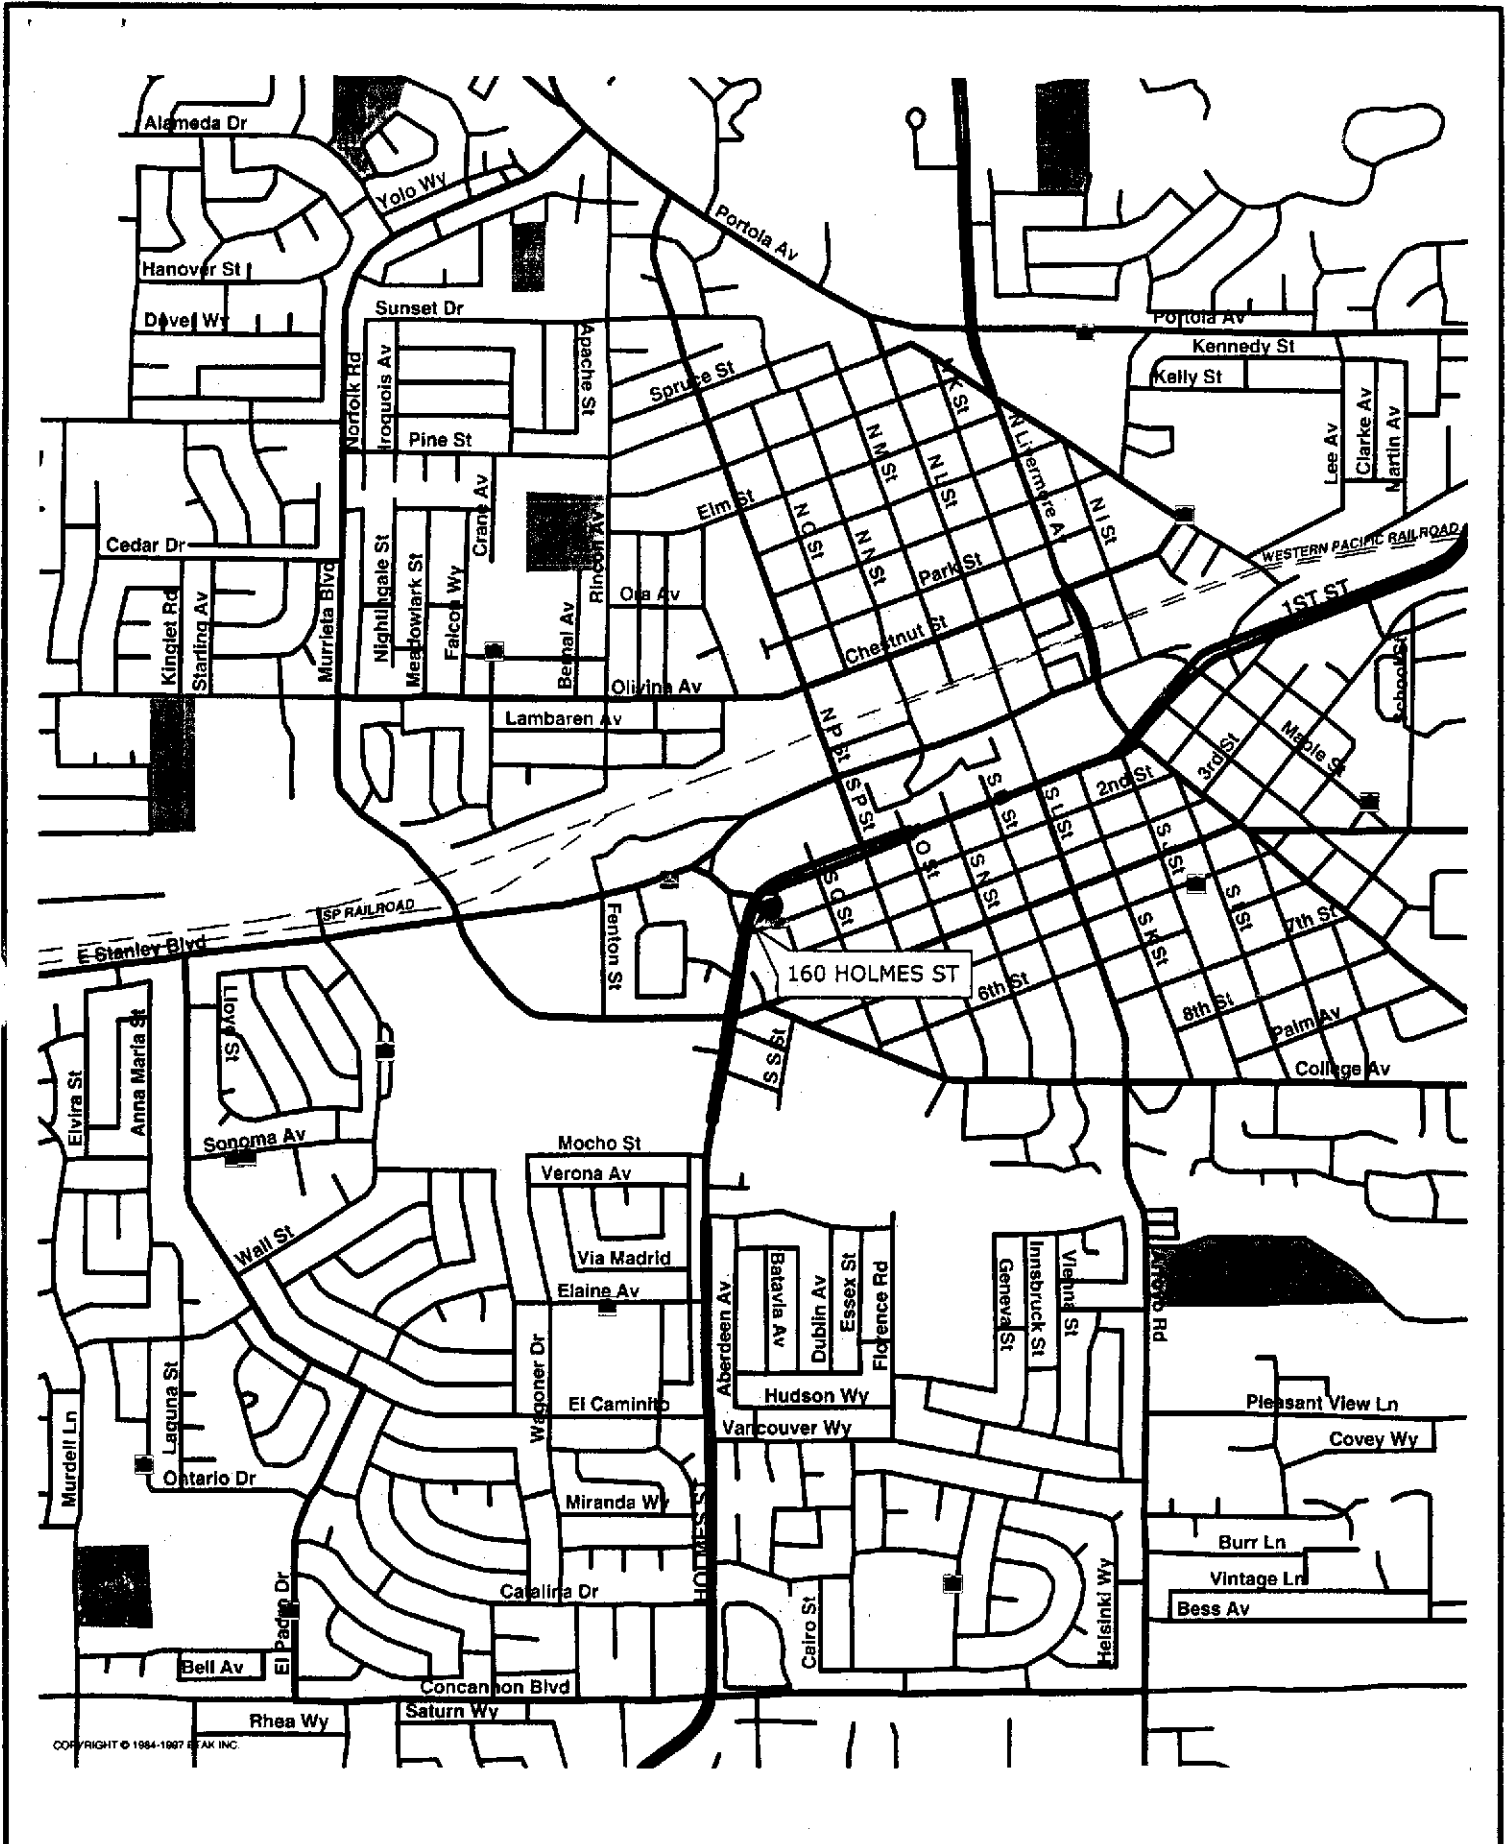 Alameda Dr
Yolo Wy
Portola Av
Hanover St
Sunset Dr
Portola Av
Kennedy St
Kelly St
Norfolk Rd
Iroquois Av
Apache St
Spruce St
N M St
N L St
N Livermore Av
N I St
Lee Av
Clarke Av
Martin Av
Pine St
Crane Av
Rincon Av
Elm St
N O St
N N St
Park St
WESTERN PACIFIC RAILROAD
1ST ST
Cedar Dr
Kinglet Rd
Starling Av
Murrieta Blvd
Nightingale St
Meadowlark St
Falcon Wy
Bernal Av
Chestnut St
School St
Olivina Av
Lambaren Av
N P St
S P St
S L St
2nd St
3rd St
Maple St
S N St
S J St
S I St
S K St
7th St
SP RAILROAD
E Stanley Blvd
Fenton St
S Q St
160 HOLMES ST
6th St
8th St
Palm Av
College Av
Elvira St
Anna Maria St
S S St
Sonoma Av
Mocho St
Verona Av
Wall St
Via Madrid
Elaine Av
Aberdeen Av
Batavia Av
Dublin Av
Essex St
Florence Rd
Geneva St
Innsbruck St
Vienna St
Arroyo Rd
Murdell Ln
Laguna St
Wagoner Dr
El Caminito
Hudson Wy
Vancouver Wy
Pleasant View Ln
Covey Wy
Ontario Dr
Miranda Wy
HOLMES ST
Burr Ln
Vintage Ln
Bess Av
Catalina Dr
El Padro Dr
Cairo St
Helsinki Wy
Bell Av
Concannon Blvd
Rhea Wy
Saturn Wy
COPYRIGHT © 1984-1997 ETAK INC.